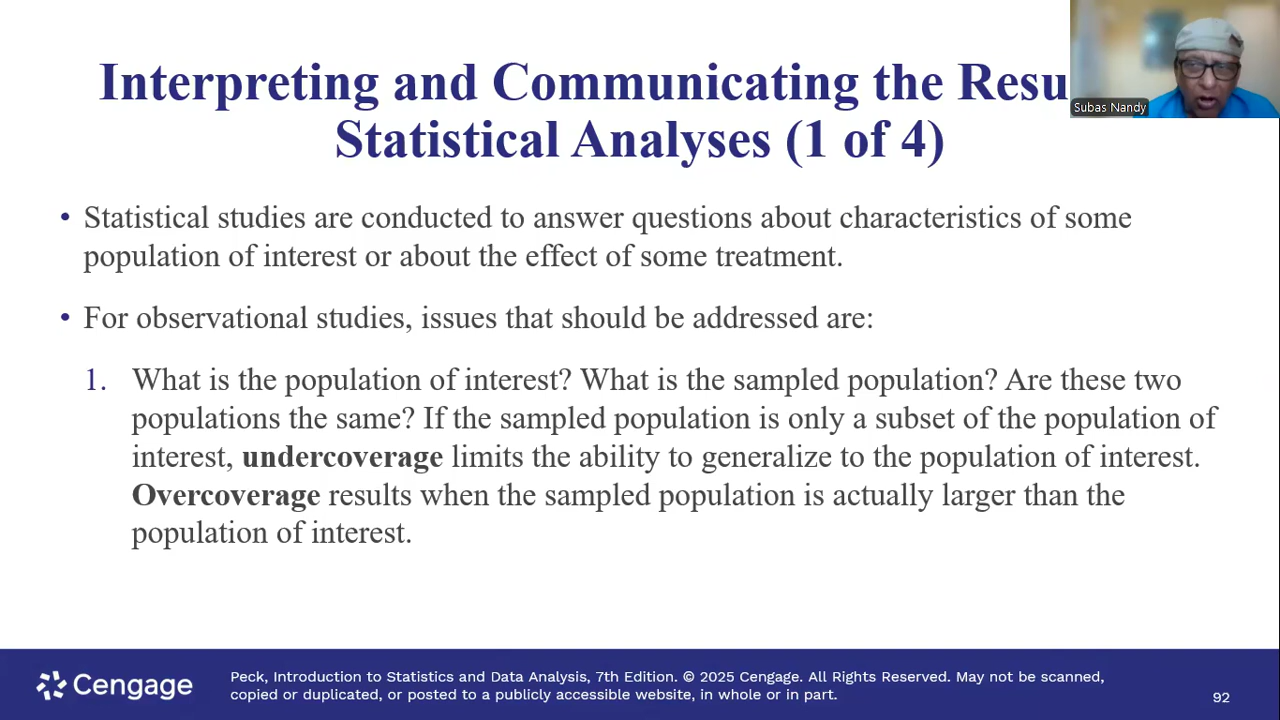 Interpreting and Communicating the Resu
Statistical Analyses (1 of 4)
Subas Nandy
• Statistical studies are conducted to answer questions about characteristics of some
population of interest or about the effect of some treatment.
• For observational studies, issues that should be addressed are:
1. What is the population of interest? What is the sampled population? Are these two
populations the same? If the sampled population is only a subset of the population of
interest, undercoverage limits the ability to generalize to the population of interest.
Overcoverage results when the sampled population is actually larger than the
population of interest.
Cengage
Peck, Introduction to Statistics and Data Analysis, 7th Edition. © 2025 Cengage. All Rights Reserved. May not be scanned,
copied or duplicated, or posted to a publicly accessible website, in whole or in part.
92